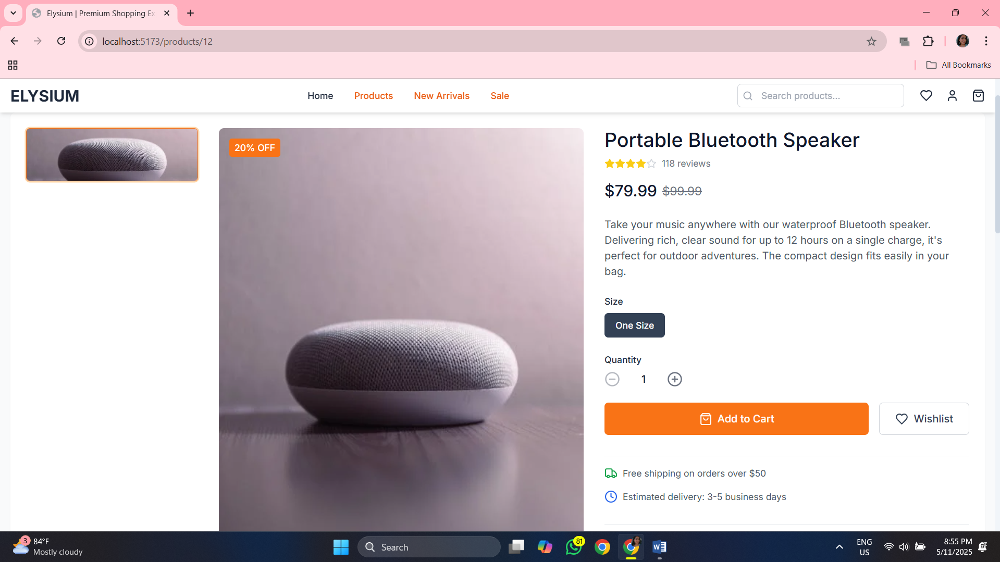 Elysium | Premium Shopping Ex
localhost:5173/products/12
All Bookmarks
ELYSIUM
Home
Products
New Arrivals
Sale
Search products...
20% OFF
Portable Bluetooth Speaker
118 reviews
$79.99 $99.99
Take your music anywhere with our waterproof Bluetooth speaker.
Delivering rich, clear sound for up to 12 hours on a single charge, it's
perfect for outdoor adventures. The compact design fits easily in your
bag.
Size
One Size
Quantity
1
Add to Cart
Wishlist
Free shipping on orders over $50
Estimated delivery: 3-5 business days
3
84°F
Mostly cloudy
Search
81
ENG
US
8:55 PM
5/11/2025